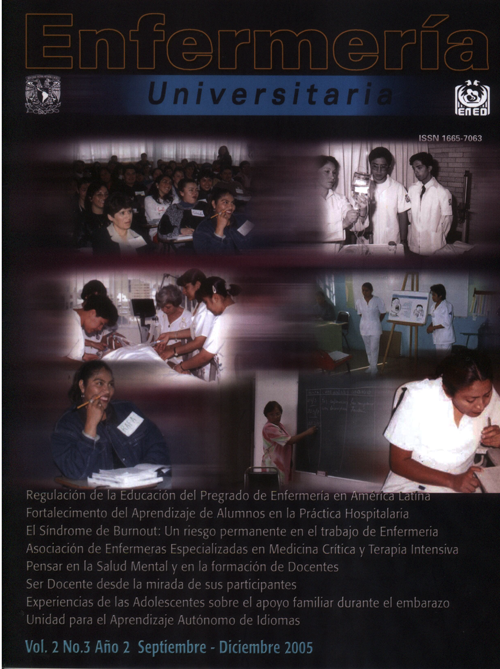 Enfermería
Universitaria
ENEO
ISSN 1665-7063
Regulación de la Educación del Pregrado de Enfermería en América Latina
Fortalecimento del Aprendizaje de Alumnos en la Práctica Hospitalaria
El Síndrome de Burnout: Un riesgo permanente en el trabajo de Enfermería
Asociación de Enfermeras Especializadas en Medicina Crítica y Terapia Intensiva
Pensar en la Salud Mental y en la formación de Docentes
Ser Docente desde la mirada de sus participantes
Experiencias de las Adolescentes sobre el apoyo familiar durante el embarazo
Unidad para el Aprendizaje Autónomo de Idiomas
Vol. 2 No.3 Año 2 Septiembre - Diciembre 2005